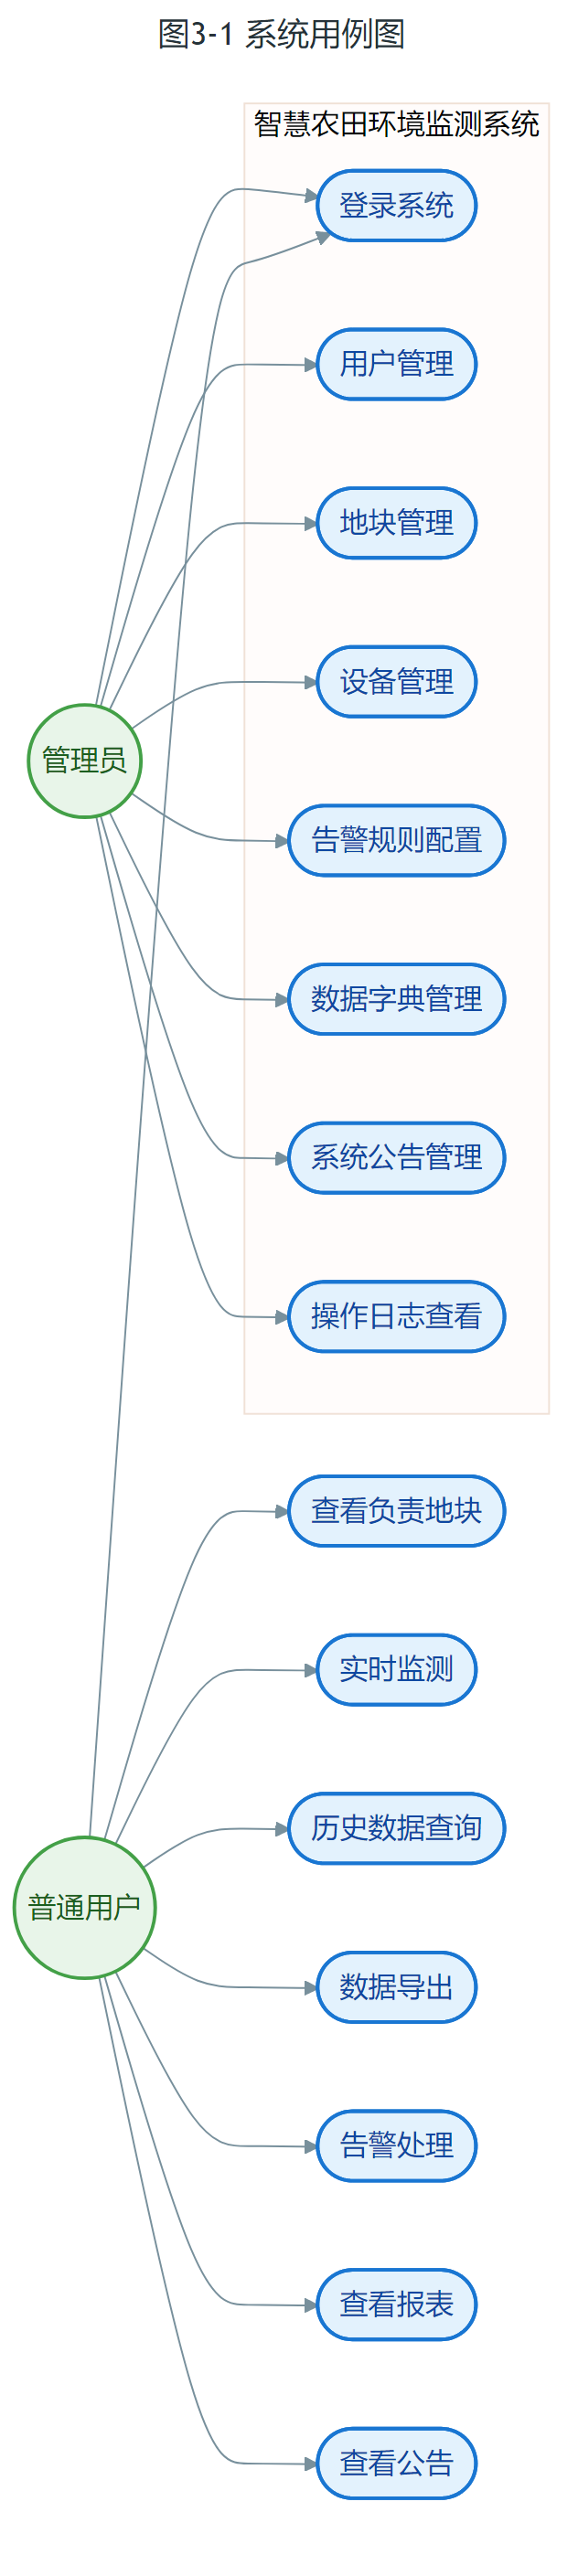 图3-1 系统用例图
智慧农田环境监测系统
登录系统
用户管理
地块管理
设备管理
管理员
告警规则配置
数据字典管理
系统公告管理
操作日志查看
查看负责地块
实时监测
历史数据查询
普通用户
数据导出
告警处理
查看报表
查看公告